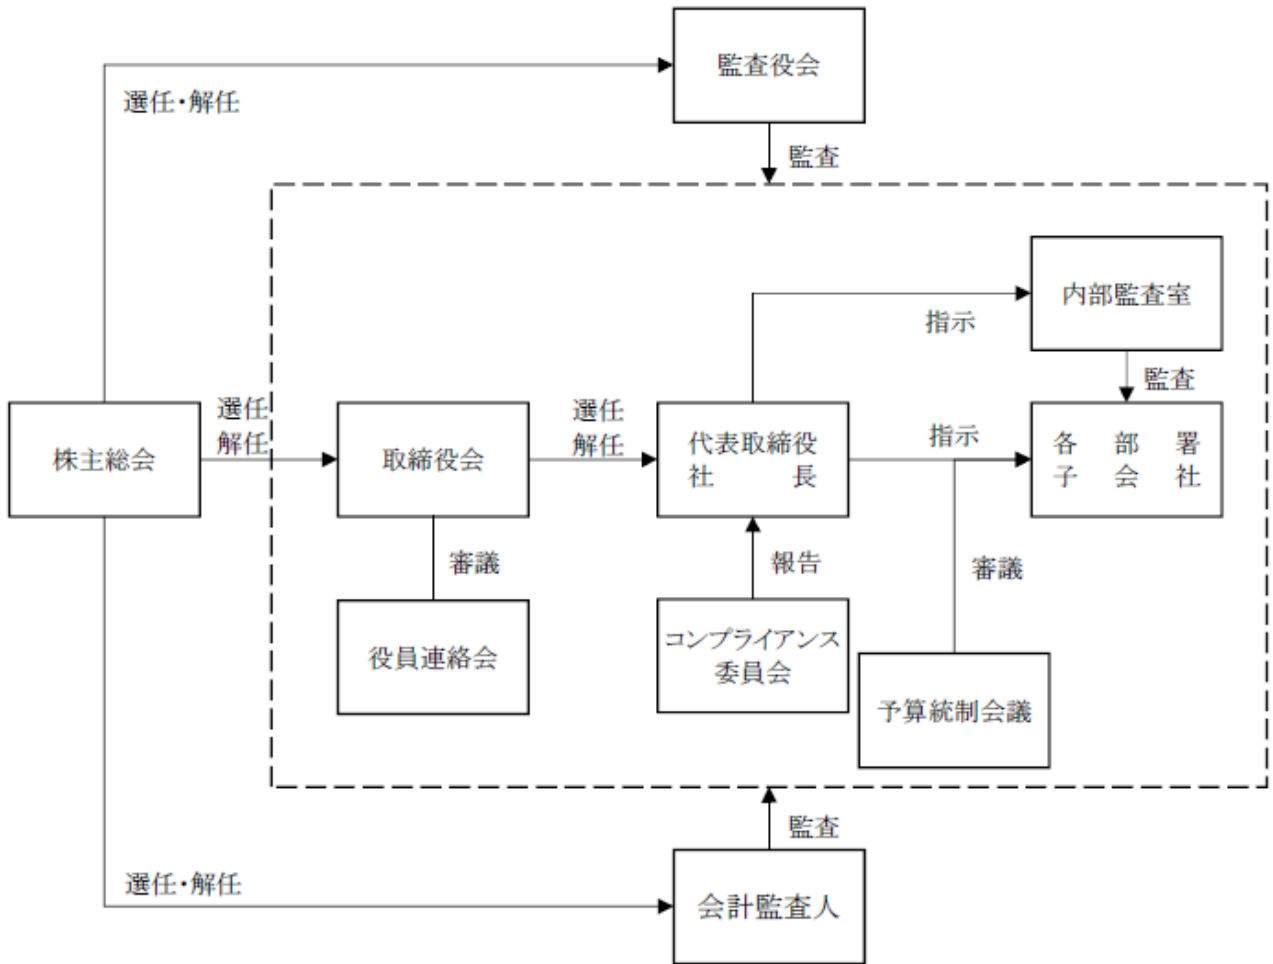 監査役会
選任・解任
監査
内部監査室
指示
監査
株主総会
選任
解任
取締役会
選任
解任
代表取締役
社長
指示
各部署
子会社
審議
報告
審議
役員連絡会
コンプライアンス
委員会
予算統制会議
監査
選任・解任
会計監査人